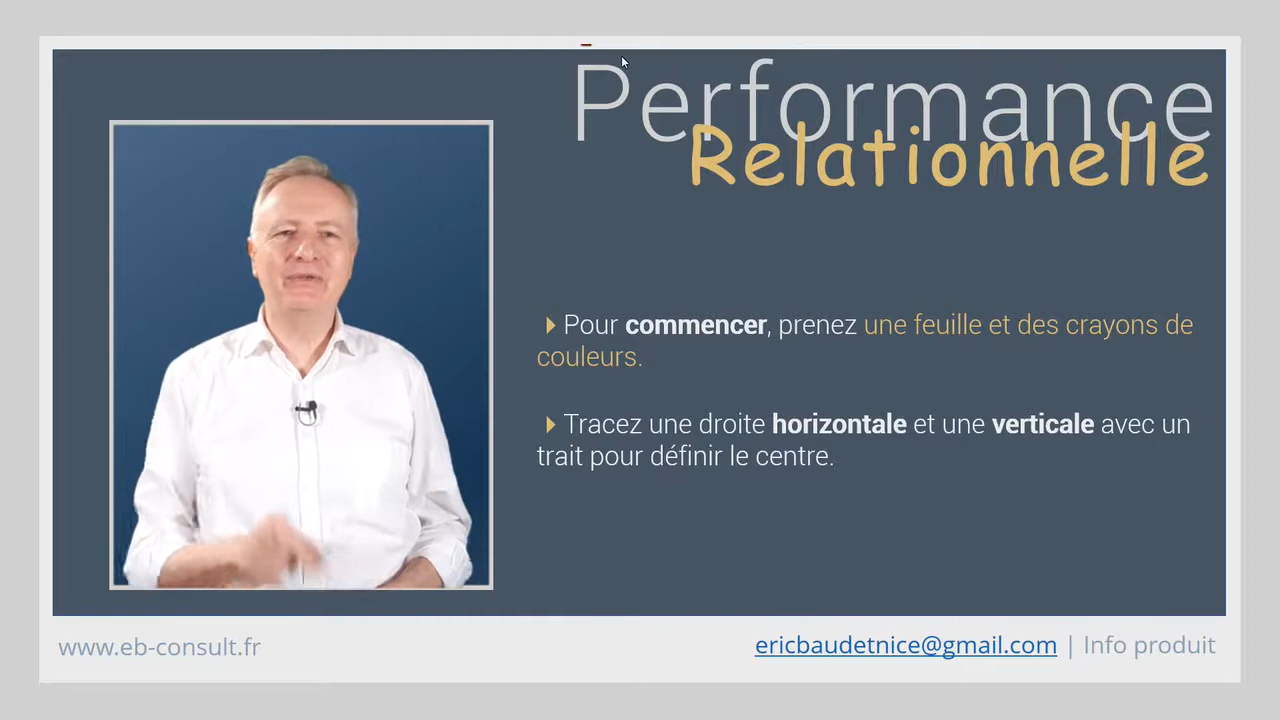 Performance
Relationnelle
Pour commencer, prenez une feuille et des crayons de
couleurs.
Tracez une droite horizontale et une verticale avec un
trait pour définir le centre.
www.eb-consult.fr
ericbaudetnice@gmail.com | Info produit